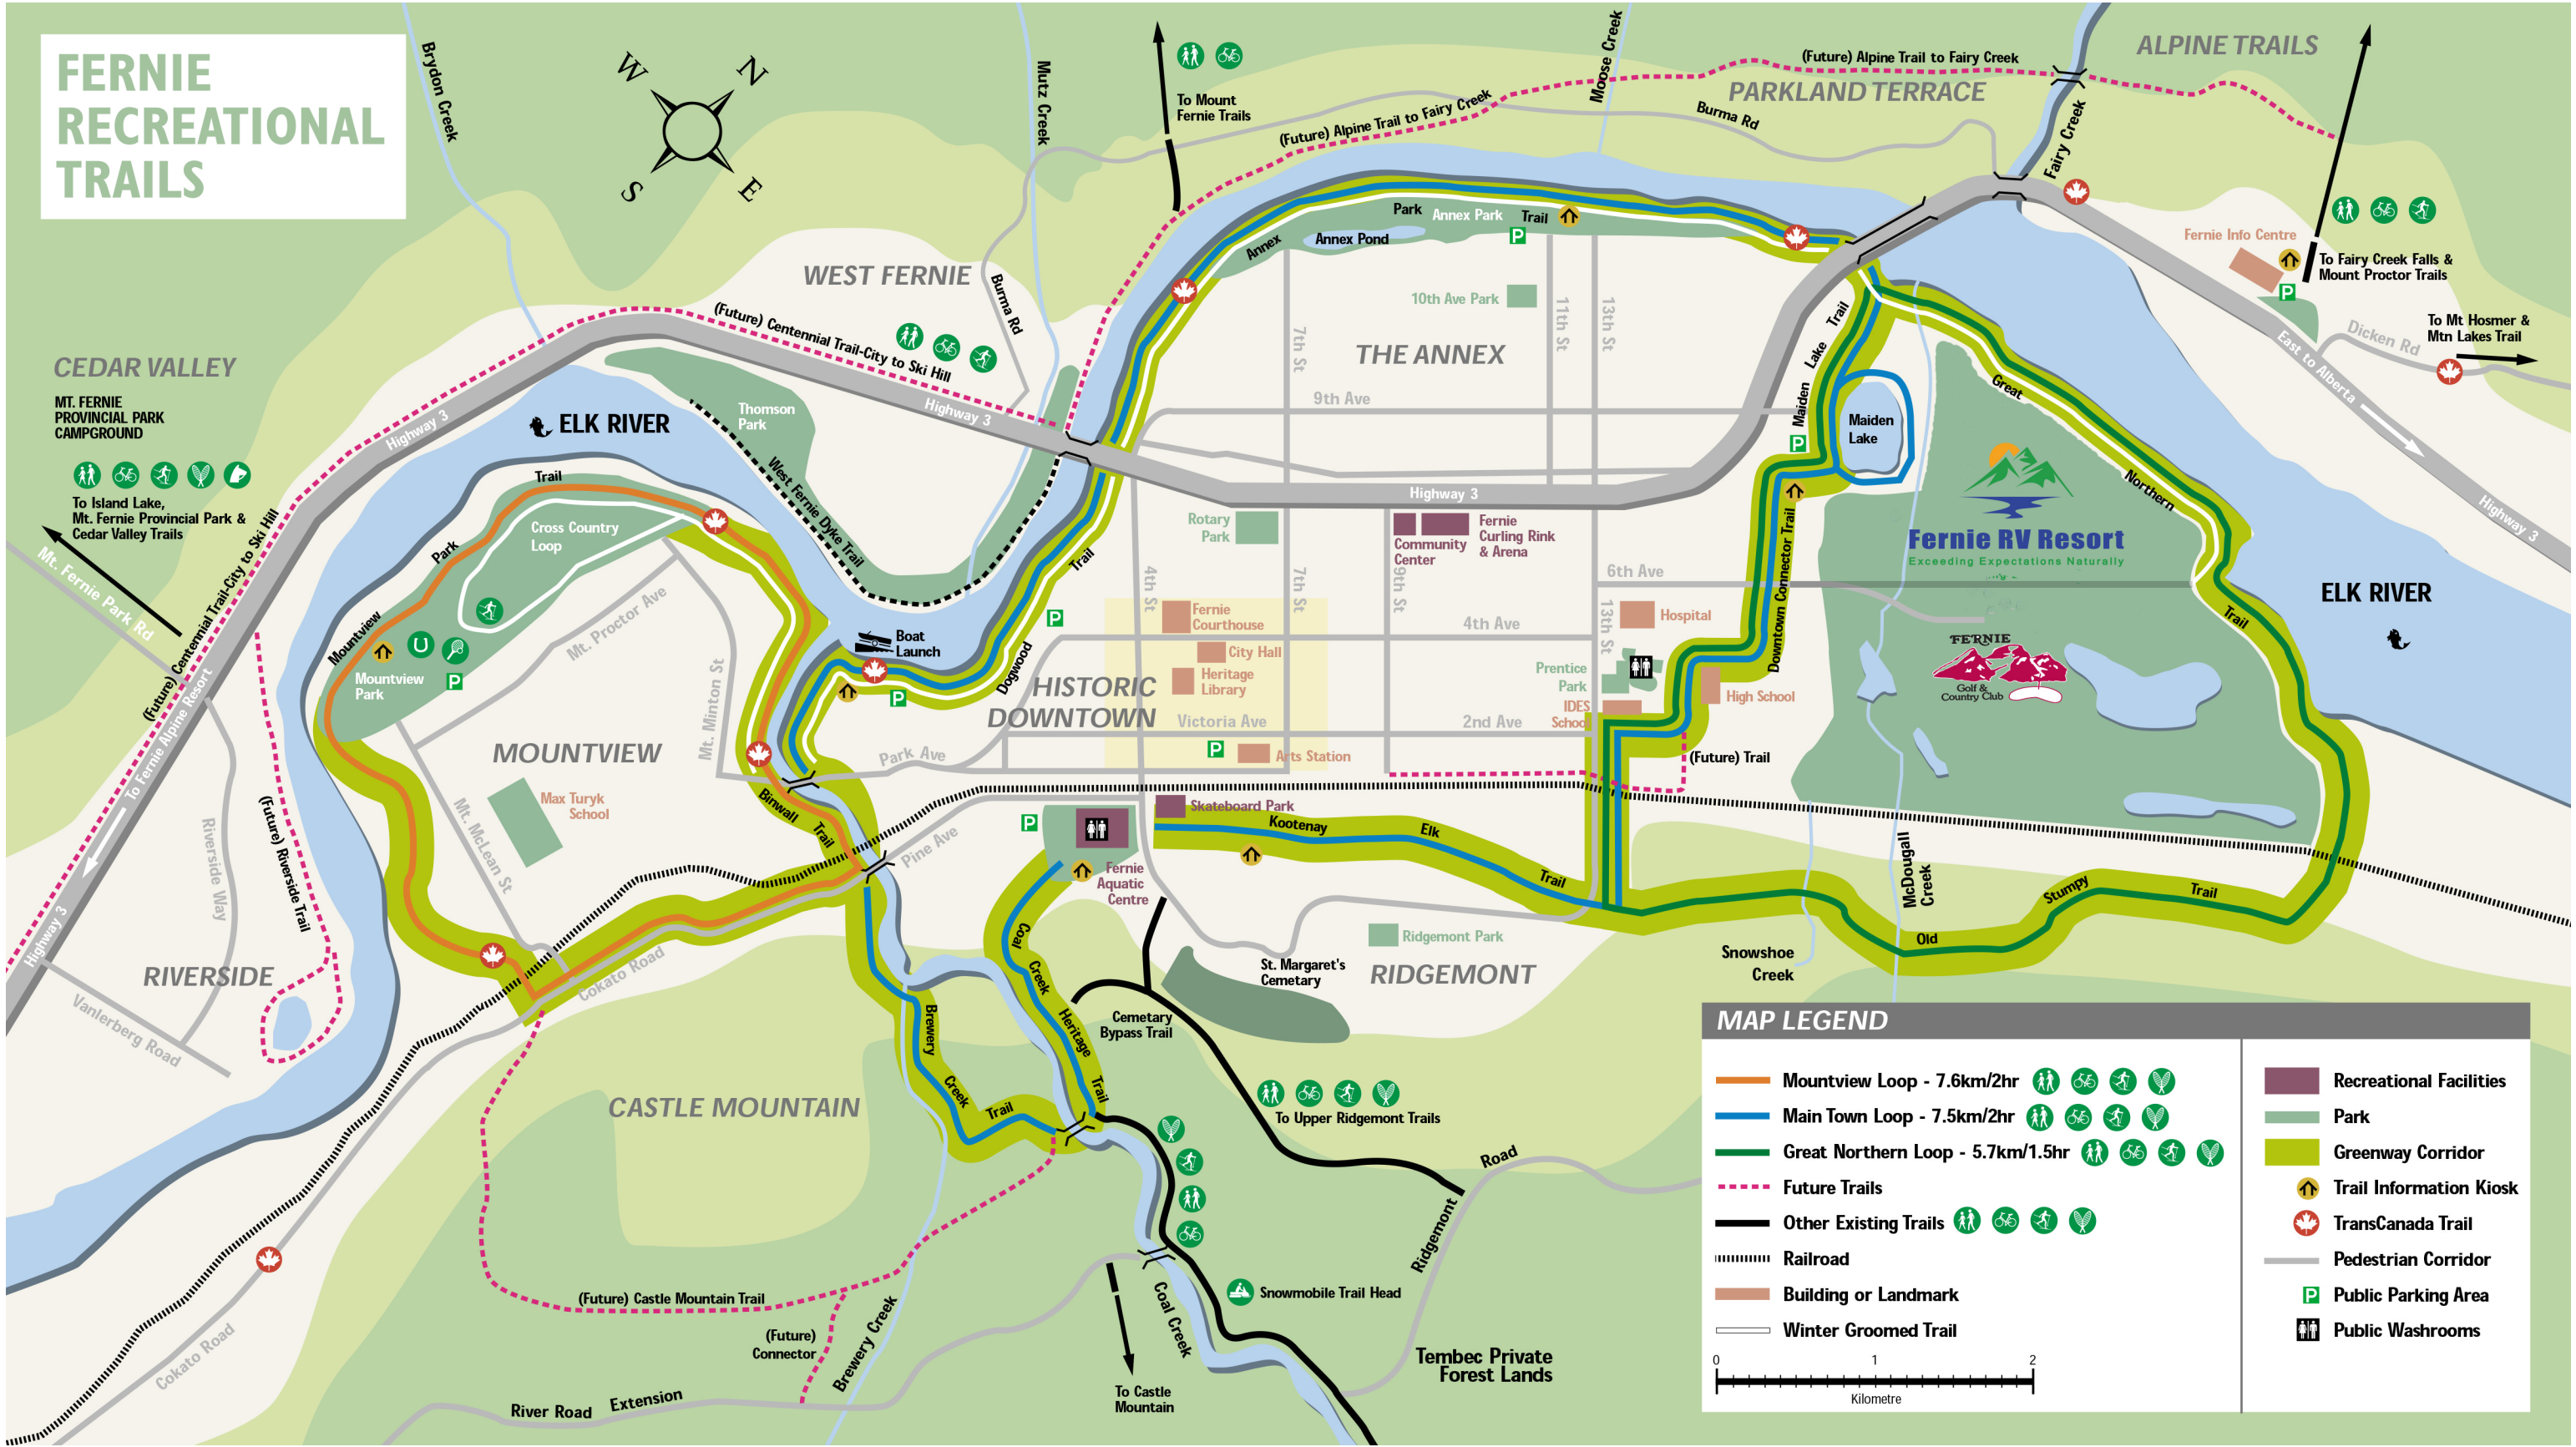 FERNIE
RECREATIONAL
TRAILS
Brydon Creek
W
N
S
E
Mutz Creek
To Mount
Fernie Trails
Moose Creek
(Future) Alpine Trail to Fairy Creek
(Future) Alpine Trail to Fairy Creek
ALPINE TRAILS
PARKLAND TERRACE
Burma Rd
Fairy Creek
Fernie Info Centre
To Fairy Creek Falls &
Mount Proctor Trails
Dicken Rd
To Mt Hosmer &
Mtn Lakes Trail
East to Alberta
Highway 3
WEST FERNIE
Burma Rd
(Future) Centennial Trail-City to Ski Hill
Highway 3
Highway 3
CEDAR VALLEY
MT. FERNIE
PROVINCIAL PARK
CAMPGROUND
To Island Lake,
Mt. Fernie Provincial Park &
Cedar Valley Trails
Mt. Fernie Park Rd
(Future) Centennial Trail-City to Ski Hill
To Fernie Alpine Resort
Highway 3
ELK RIVER
Thomson
Park
West Fernie Dyke Trail
Annex Park Trail
Annex Park
Annex Pond
P
10th Ave Park
THE ANNEX
7th St
11th St
13th St
9th Ave
Highway 3
Maiden Lake Trail
P
Maiden
Lake
Great Northern Trail
Fernie RV Resort
Exceeding Expectations Naturally
FERNIE
Golf &
Country Club
ELK RIVER
Mountview Park Trail
Cross Country
Loop
U
Mountview
Park
P
Mt. Proctor Ave
Mt. Minton St
MOUNTVIEW
Max Turyk
School
Mt. McLean St
Boat
Launch
P
P
Dogwood Trail
Rotary
Park
Community
Center
Fernie
Curling Rink
& Arena
4th St
7th St
9th St
13th St
6th Ave
Fernie
Courthouse
City Hall
Heritage
Library
HISTORIC
DOWNTOWN
4th Ave
Victoria Ave
2nd Ave
P
Arts Station
Park Ave
Hospital
Prentice
Park
IDES
School
High School
Downtown Connector Trail
(Future) Trail
Binwall Trail
Pine Ave
P
Skateboard Park
Fernie
Aquatic
Centre
Kootenay Elk Trail
Ridgemont Park
RIDGEMONT
St. Margaret's
Cemetary
Snowshoe
Creek
McDougall
Creek
Old Stumpy Trail
RIVERSIDE
Riverside Way
(Future) Riverside Trail
Vanlerberg Road
Cokato Road
Cokato Road
CASTLE MOUNTAIN
Brewery Creek Trail
Coal Creek Heritage Trail
Cemetary
Bypass Trail
To Upper Ridgemont Trails
Ridgemont Road
Snowmobile Trail Head
(Future) Castle Mountain Trail
(Future)
Connector
Brewery Creek
Coal Creek
To Castle
Mountain
River Road Extension
Tembec Private
Forest Lands
MAP LEGEND
Mountview Loop - 7.6km/2hr
Main Town Loop - 7.5km/2hr
Great Northern Loop - 5.7km/1.5hr
Future Trails
Other Existing Trails
Railroad
Building or Landmark
Winter Groomed Trail
0 1 2
Kilometre
Recreational Facilities
Park
Greenway Corridor
Trail Information Kiosk
TransCanada Trail
Pedestrian Corridor
P Public Parking Area
Public Washrooms